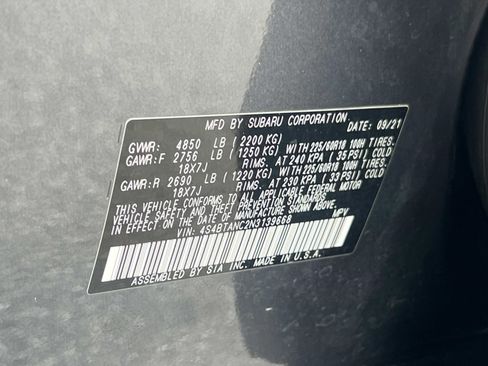 MFD BY SUBARU CORPORATION DATE: 09/21
GVWR: 4850 LB (2200 KG)
GAWR:F 2756 LB (1250 KG) WITH 225/60R18 100H TIRES,
18X7J RIMS. AT 240 KPA (35 PSI) COLD
GAWR:R 2690 LB (1220 KG) WITH 225/60R18 100H TIRES,
18X7J RIMS. AT 230 KPA (33 PSI) COLD
THIS VEHICLE CONFORMS TO ALL APPLICABLE FEDERAL MOTOR
VEHICLE SAFETY, BUMPER, AND THEFT PREVENTION STANDARDS
IN EFFECT ON THE DATE OF MANUFACTURE SHOWN ABOVE.
VIN: 4S4BTANC2N3139668 MPV
ASSEMBLED BY SIA INC. MADE IN U.S.A.